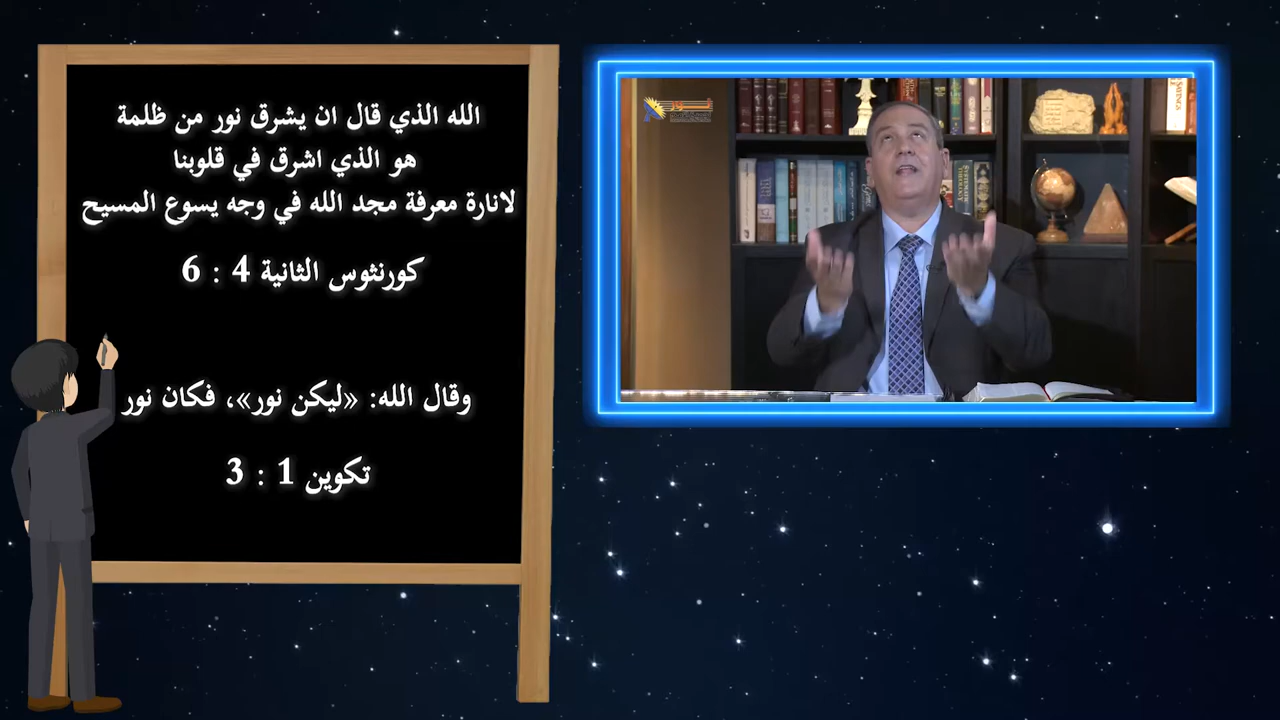 الله الذي قال ان يشرق نور من ظلمة
هو الذي اشرق في قلوبنا
لانارة معرفة مجد الله في وجه يسوع المسيح
كورنثوس الثانية 4 : 6
وقال الله: «ليكن نور»، فكان نور
تكوين 1 : 3
نور